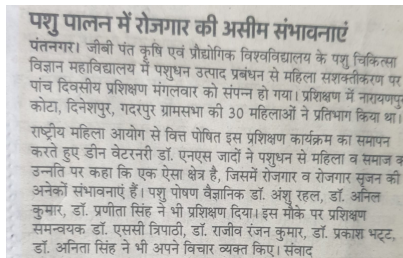 पशु पालन में रोजगार की असीम संभावनाएं
पंतनगर। जीबी पंत कृषि एवं प्रौद्योगिक विश्वविद्यालय के पशु चिकित्सा
विज्ञान महाविद्यालय में पशुधन उत्पाद प्रबंधन से महिला सशक्तीकरण पर
पांच दिवसीय प्रशिक्षण मंगलवार को संपन्न हो गया। प्रशिक्षण में नारायणपुर
कोटा, दिनेशपुर, गदरपुर ग्रामसभा की 30 महिलाओं ने प्रतिभाग किया था।
राष्ट्रीय महिला आयोग से वित्त पोषित इस प्रशिक्षण कार्यक्रम का समापन
करते हुए डीन वेटरनरी डॉ. एनएस जादों ने पशुधन से महिला व समाज क
उन्नति पर कहा कि एक ऐसा क्षेत्र है, जिसमें रोजगार व रोजगार सृजन की
अनेकों संभावनाएं हैं। पशु पोषण वैज्ञानिक डॉ. अंशु रहल, डॉ. अनिल
कुमार, डॉ. प्रणीता सिंह ने भी प्रशिक्षण दिया। इस मौके पर प्रशिक्षण
समन्वयक डॉ. एससी त्रिपाठी, डॉ. राजीव रंजन कुमार, डॉ. प्रकाश भट्ट,
डॉ. अनिता सिंह ने भी अपने विचार व्यक्त किए। संवाद